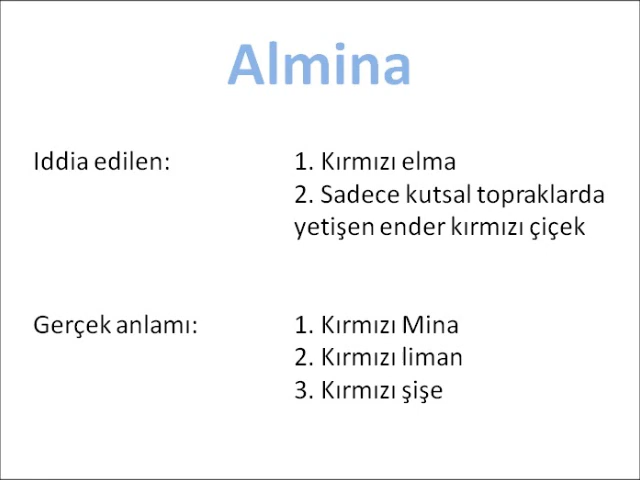 Almina
Iddia edilen: 1. Kırmızı elma
2. Sadece kutsal topraklarda
yetişen ender kırmızı çiçek
Gerçek anlamı: 1. Kırmızı Mina
2. Kırmızı liman
3. Kırmızı şişe